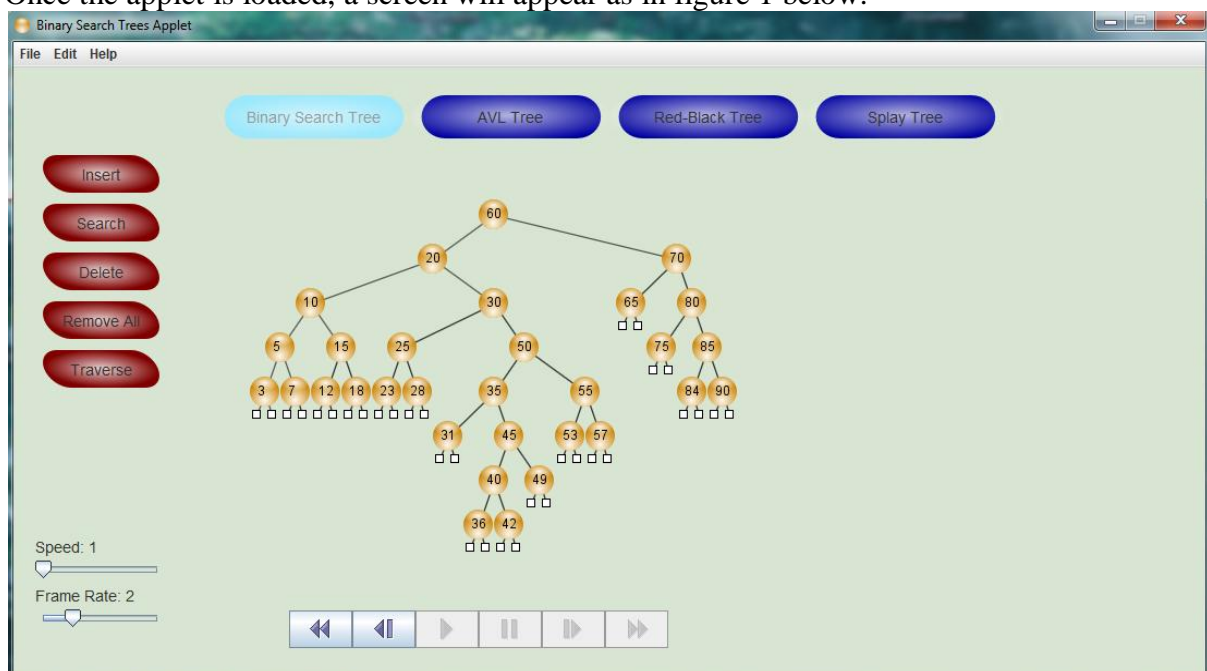 Once the applet is loaded, a screen will appear as in figure 1 below.
Binary Search Trees Applet
File Edit Help
Binary Search Tree AVL Tree Red-Black Tree Splay Tree
Insert
Search
Delete
Remove All
Traverse
60
20 70
10 30 65 80
5 15 25 50 75 85
3 7 12 18 23 28 35 55 84 90
31 45 53 57
40 49
36 42
Speed: 1
Frame Rate: 2